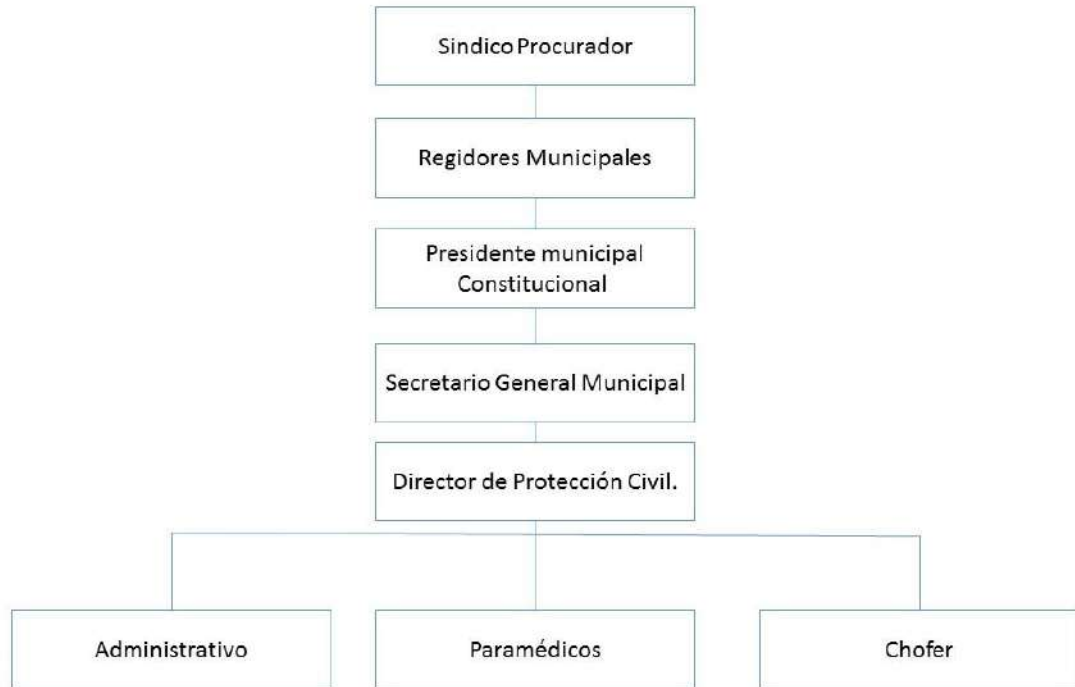 Sindico Procurador
Regidores Municipales
Presidente municipal
Constitucional
Secretario General Municipal
Director de Protección Civil.
Administrativo
Paramédicos
Chofer